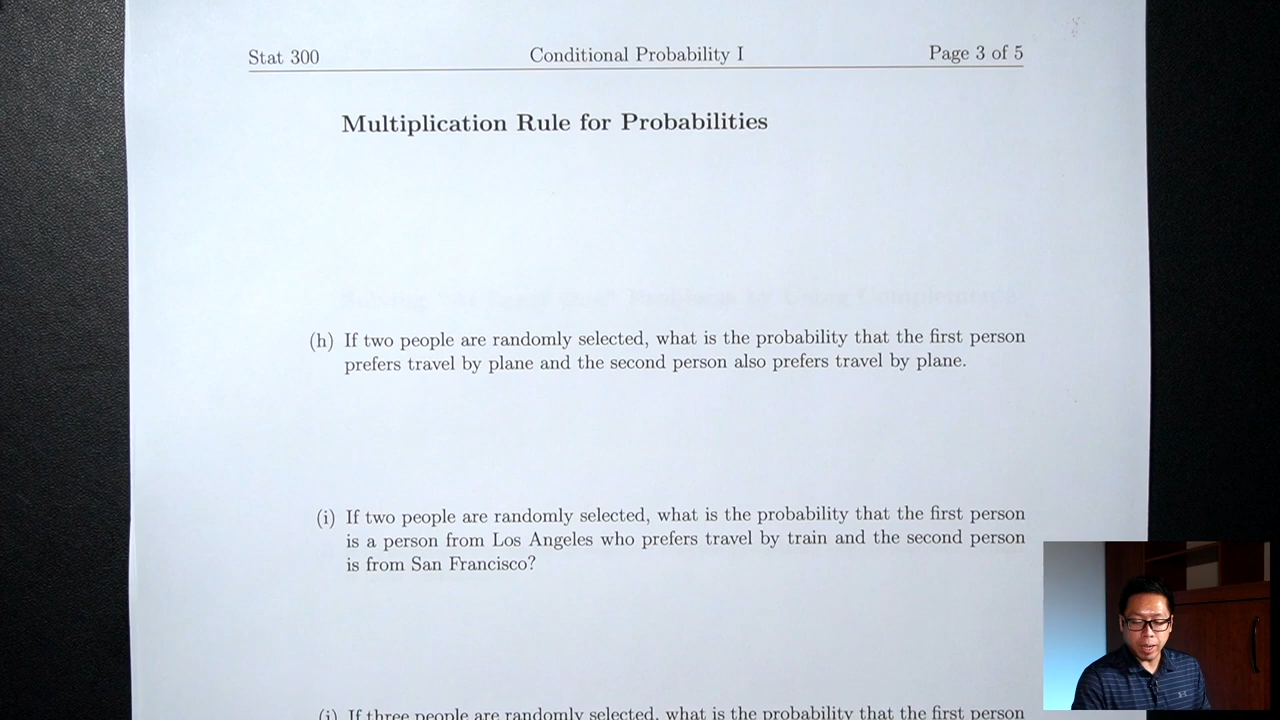 Stat 300 Conditional Probability I Page 3 of 5
Multiplication Rule for Probabilities
(h) If two people are randomly selected, what is the probability that the first person
prefers travel by plane and the second person also prefers travel by plane.
(i) If two people are randomly selected, what is the probability that the first person
is a person from Los Angeles who prefers travel by train and the second person
is from San Francisco?
(j) If three people are randomly selected, what is the probability that the first person